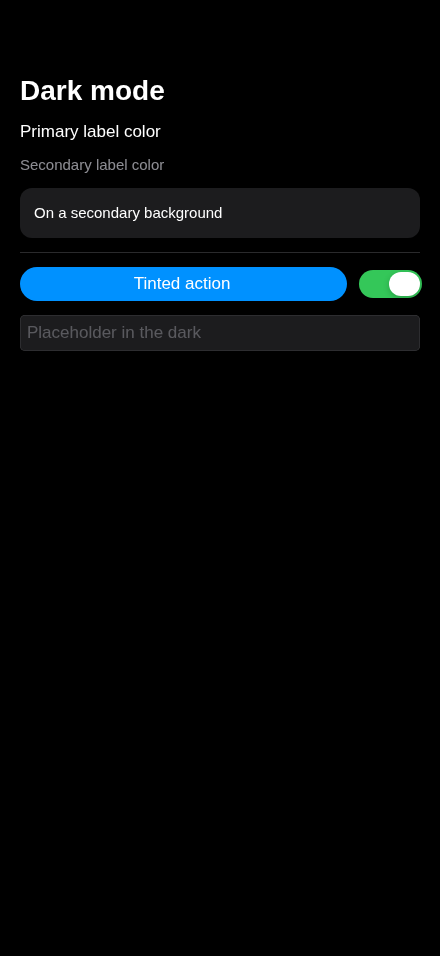 Dark mode
Primary label color
Secondary label color
On a secondary background
Tinted action
Placeholder in the dark